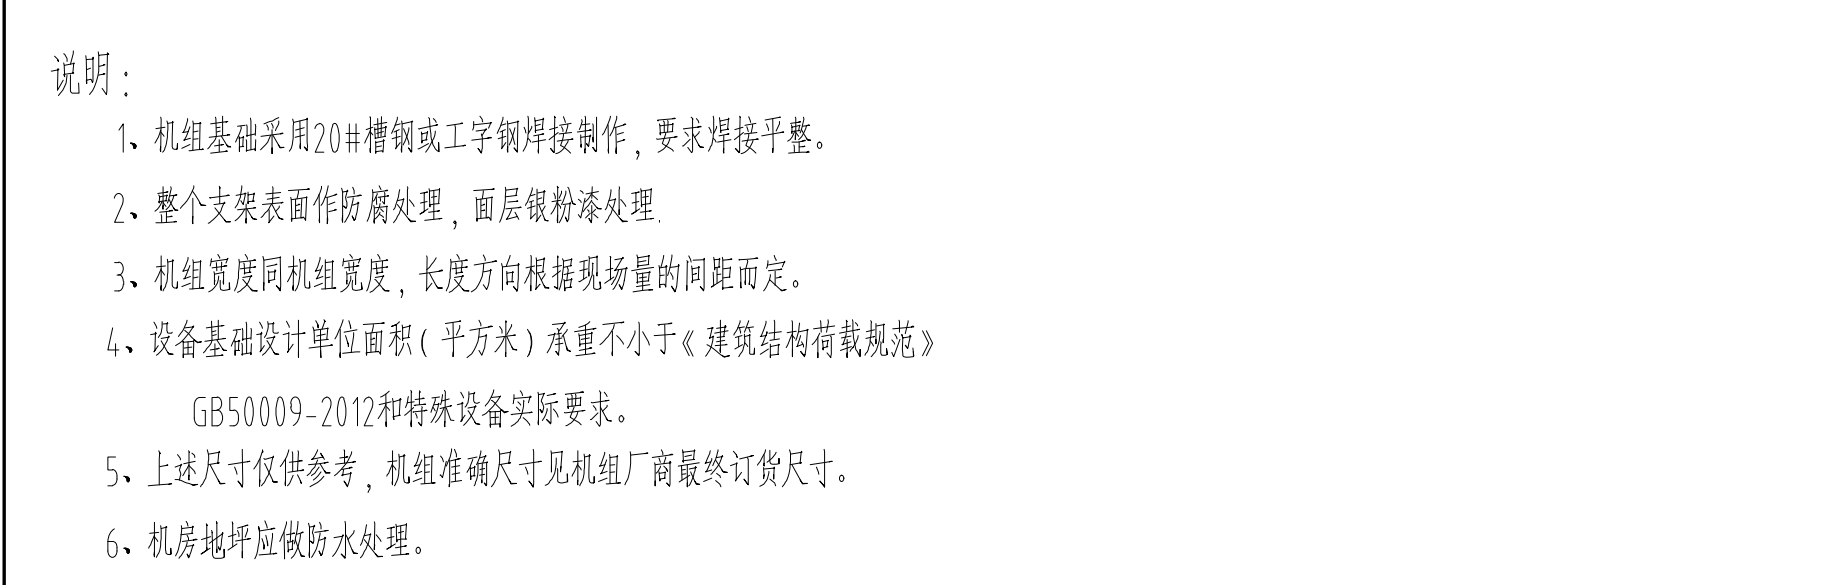 说明：
1、机组基础采用20#槽钢或工字钢焊接制作，要求焊接平整。
2、整个支架表面作防腐处理，面层银粉漆处理.
3、机组宽度同机组宽度，长度方向根据现场量的间距而定。
4、设备基础设计单位面积(平方米)承重不小于《建筑结构荷载规范》
GB50009-2012和特殊设备实际要求。
5、上述尺寸仅供参考，机组准确尺寸见机组厂商最终订货尺寸。
6、机房地坪应做防水处理。